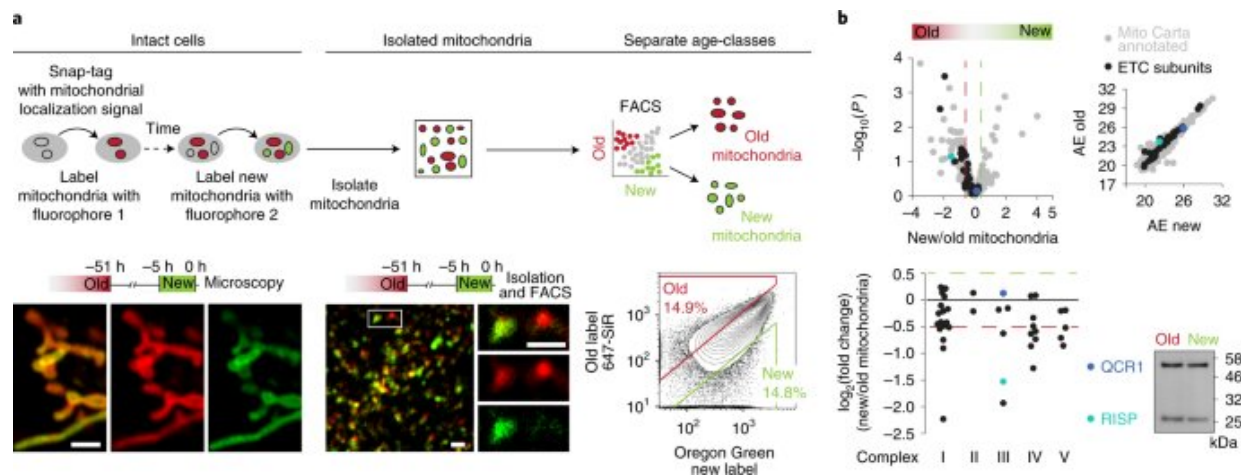 a
Intact cells
Isolated mitochondria
Separate age-classes
Snap-tag
with mitochondrial
localization signal
Time
Label
mitochondria with
fluorophore 1
Label new
mitochondria with
fluorophore 2
Isolate
mitochondria
FACS
Old
New
Old
mitochondria
New
mitochondria
–51 h
–5 h
0 h
Old
New
Microscopy
–51 h
–5 h
0 h
Old
New
Isolation
and FACS
Old label
647-SiR
10³
10²
10¹
Old
14.9%
New
14.8%
10²
10³
Oregon Green
new label
b
Old
New
–log₁₀(P)
4
3
2
1
0
–4
–2
0
2
4
5
New/old mitochondria
Mito Carta
annotated
ETC subunits
AE old
32
29
26
23
20
17
20
26
32
AE new
log₂(fold change)
(new/old mitochondria)
0.5
0
–0.5
–1.0
–1.5
–2.0
–2.5
Complex
I
II
III
IV
V
QCR1
RISP
Old
New
58
46
32
25
kDa